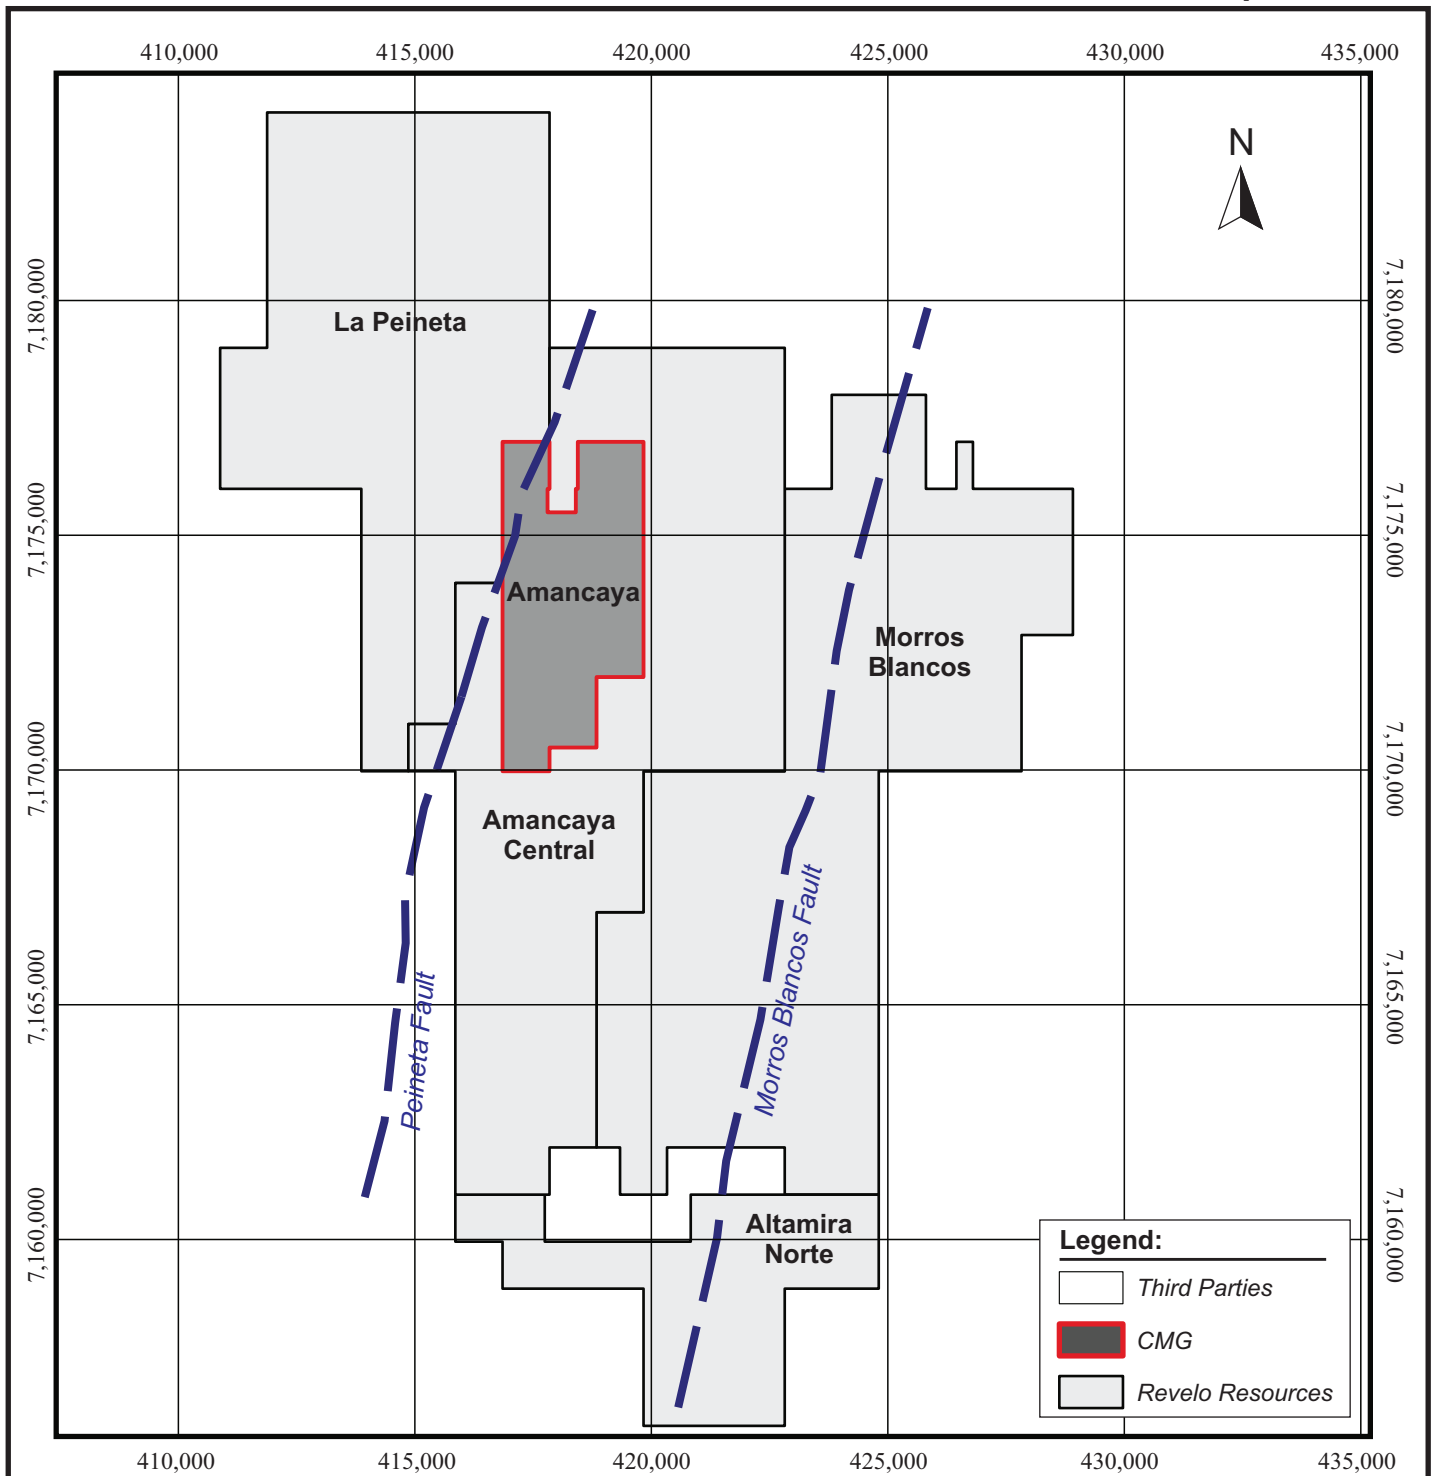 410,000
415,000
420,000
425,000
430,000
435,000
N
7,180,000
7,180,000
La Peineta
7,175,000
7,175,000
Amancaya
Morros
Blancos
7,170,000
7,170,000
Amancaya
Central
Morros Blancos Fault
Peineta Fault
7,165,000
7,165,000
Altamira
Norte
7,160,000
7,160,000
Legend:
Third Parties
CMG
Revelo Resources
410,000
415,000
420,000
425,000
430,000
435,000